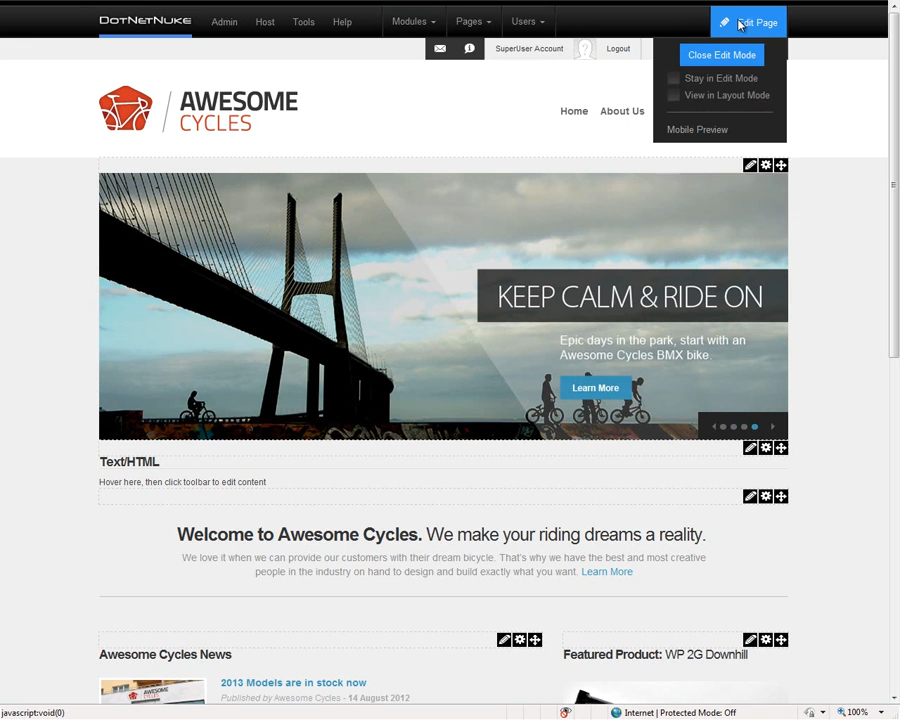 DOTNETNUKE Admin Host Tools Help Modules Pages Users Edit Page
SuperUser Account Logout
Close Edit Mode
Stay in Edit Mode
View in Layout Mode
Mobile Preview
AWESOME
CYCLES
Home About Us
KEEP CALM & RIDE ON
Epic days in the park, start with an
Awesome Cycles BMX bike.
Learn More
Text/HTML
Hover here, then click toolbar to edit content
Welcome to Awesome Cycles. We make your riding dreams a reality.
We love it when we can provide our customers with their dream bicycle. That's why we have the best and most creative
people in the industry on hand to design and build exactly what you want. Learn More
Awesome Cycles News
Featured Product: WP 2G Downhill
AWESOME
CYCLES
2013 Models are in stock now
Published by Awesome Cycles - 14 August 2012
javascript:void(0)
Internet | Protected Mode: Off
100%